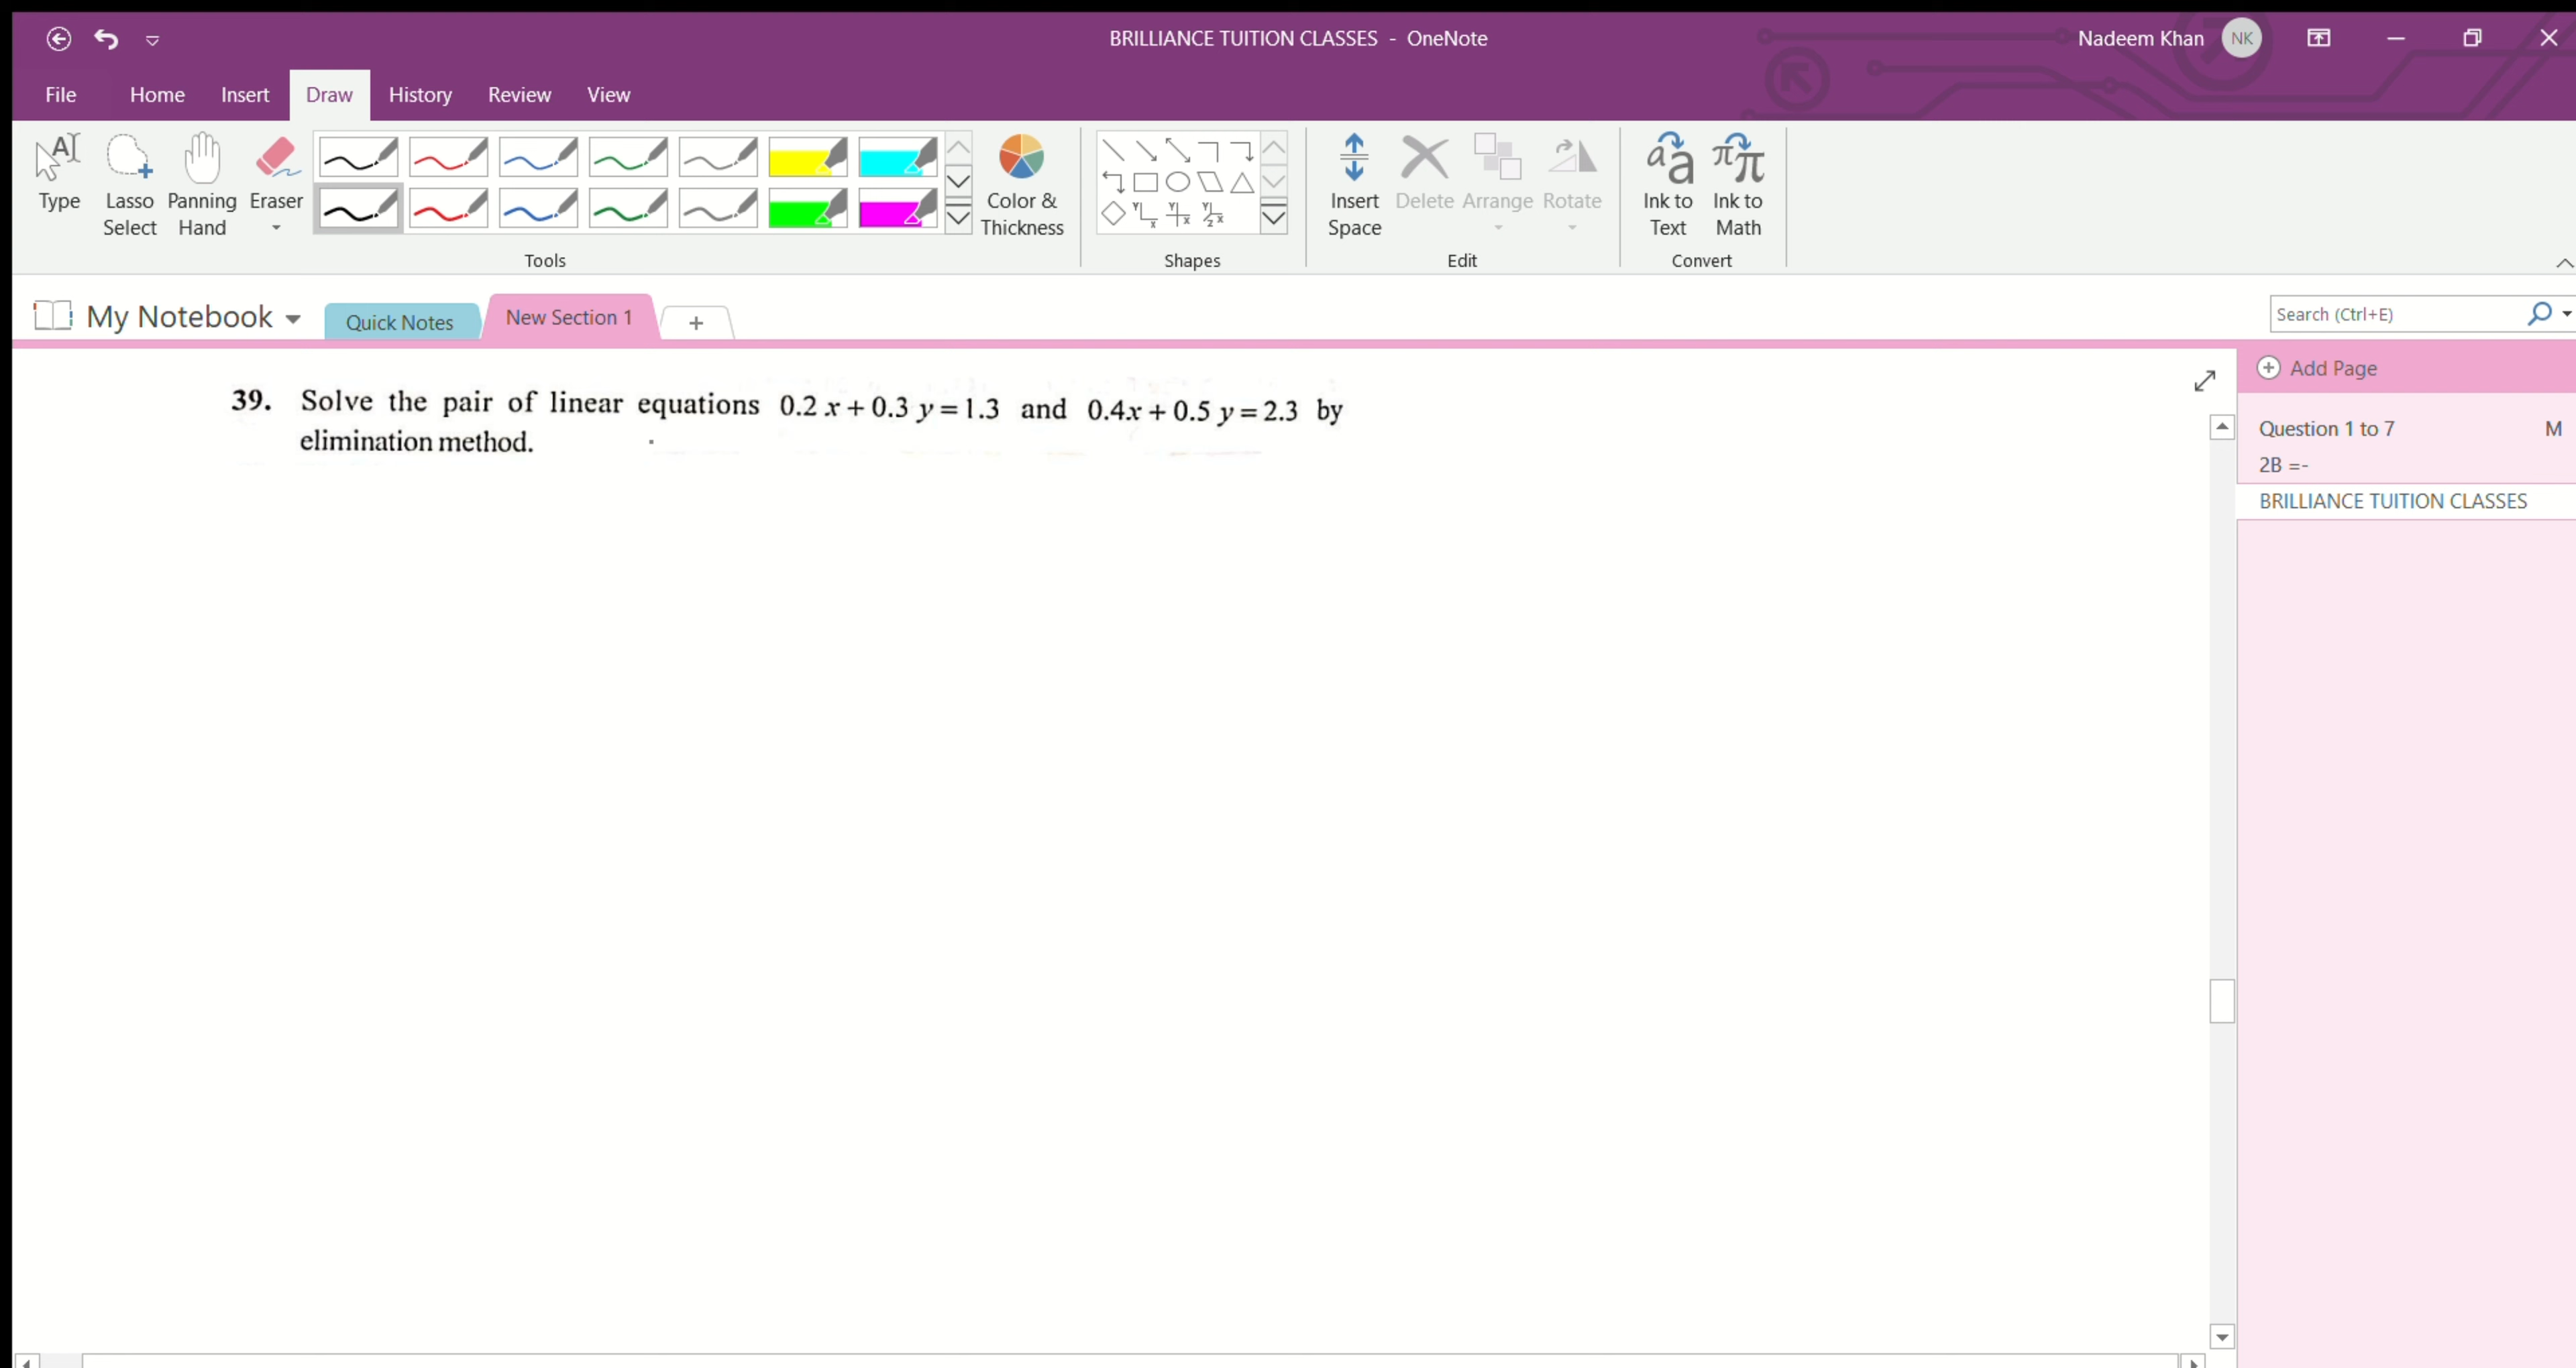 BRILLIANCE TUITION CLASSES - OneNote
Nadeem Khan NK
File Home Insert Draw History Review View
Type Lasso Select Panning Hand Eraser Color & Thickness Insert Space Delete Arrange Rotate Ink to Text Ink to Math
Tools Shapes Edit Convert
My Notebook Quick Notes New Section 1 +
Search (Ctrl+E)
Add Page
39. Solve the pair of linear equations 0.2 x + 0.3 y = 1.3 and 0.4x + 0.5 y = 2.3 by
elimination method.
Question 1 to 7 M
2B =-
BRILLIANCE TUITION CLASSES